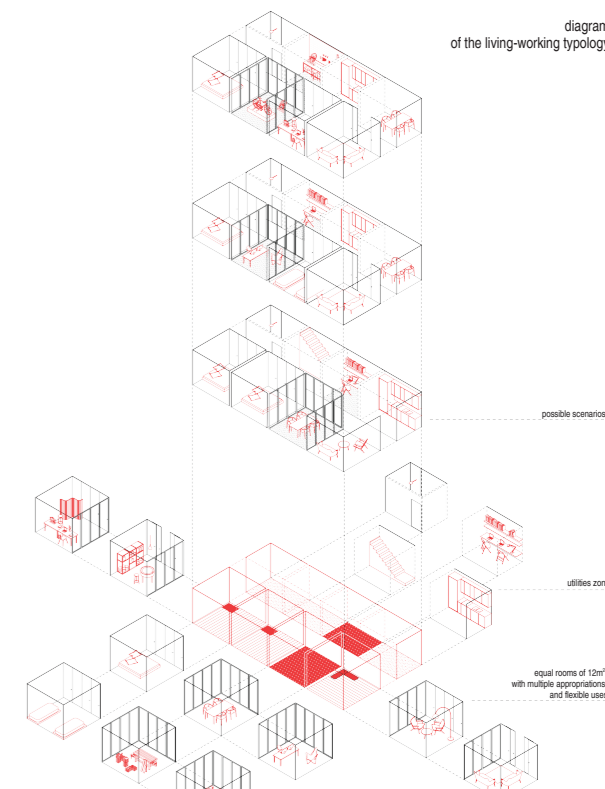 diagram
of the living-working typology
possible scenarios
utilities zone
equal rooms of 12m²
with multiple appropriations
and flexible uses